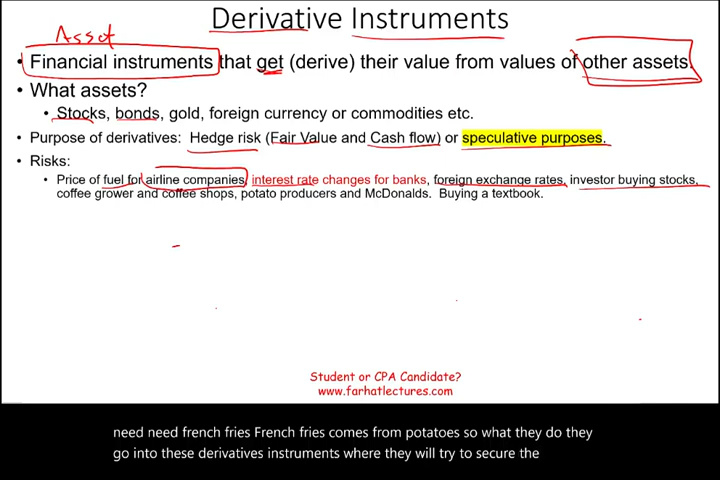 Derivative Instruments
Asset
• Financial instruments that get (derive) their value from values of other assets.
• What assets?
• Stocks, bonds, gold, foreign currency or commodities etc.
• Purpose of derivatives: Hedge risk (Fair Value and Cash flow) or speculative purposes.
• Risks:
• Price of fuel for airline companies, interest rate changes for banks, foreign exchange rates, investor buying stocks,
coffee grower and coffee shops, potato producers and McDonalds. Buying a textbook.
Student or CPA Candidate?
www.farhatlectures.com
need need french fries French fries comes from potatoes so what they do they
go into these derivatives instruments where they will try to secure the